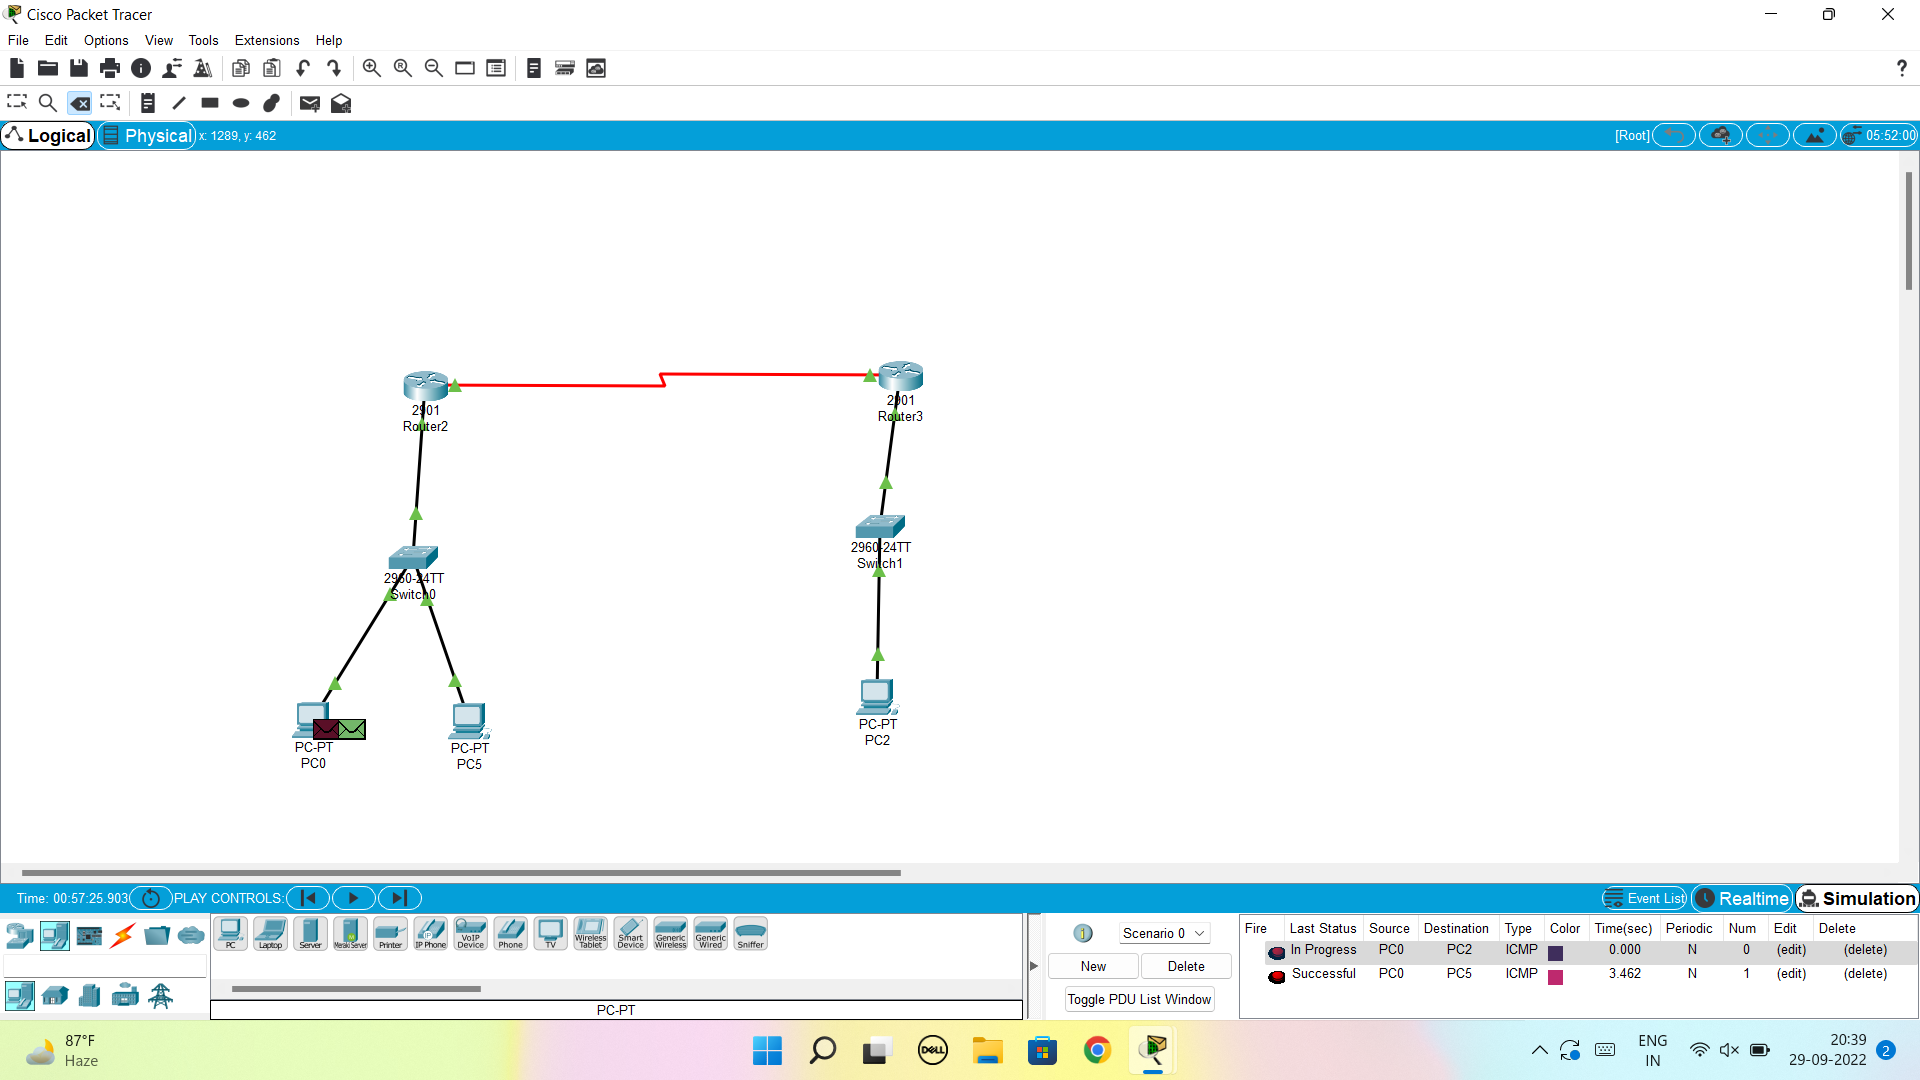 Cisco Packet Tracer
File Edit Options View Tools Extensions Help
?
Logical Physical x: 1289, y: 462 [Root] 05:52:00
2901
Router2
2901
Router3
2960-24TT
Switch1
2960-24TT
Switch0
PC-PT
PC2
PC-PT
PC0
PC-PT
PC5
Time: 00:57:25.903 PLAY CONTROLS: Event List Realtime Simulation
PC Laptop Server Meraki Server Printer IP Phone VoIP Device Phone TV Wireless Tablet Smart Device Generic Wireless Generic Wired Sniffer
PC-PT
1 Scenario 0
New Delete
Toggle PDU List Window
Fire Last Status Source Destination Type Color Time(sec) Periodic Num Edit Delete
In Progress PC0 PC2 ICMP 0.000 N 0 (edit) (delete)
Successful PC0 PC5 ICMP 3.462 N 1 (edit) (delete)
87°F
Haze
DELL
ENG
IN
20:39
29-09-2022
2